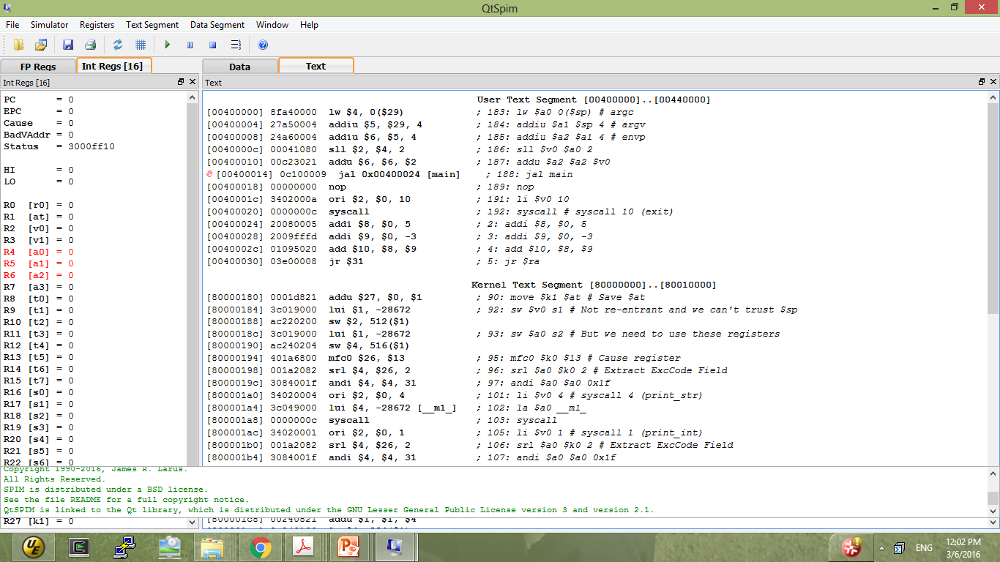 QtSpim
File Simulator Registers Text Segment Data Segment Window Help
FP Regs Int Regs [16] Data Text
Int Regs [16]
PC = 0
EPC = 0
Cause = 0
BadVAddr = 0
Status = 3000ff10
HI = 0
LO = 0
R0 [r0] = 0
R1 [at] = 0
R2 [v0] = 0
R3 [v1] = 0
R4 [a0] = 0
R5 [a1] = 0
R6 [a2] = 0
R7 [a3] = 0
R8 [t0] = 0
R9 [t1] = 0
R10 [t2] = 0
R11 [t3] = 0
R12 [t4] = 0
R13 [t5] = 0
R14 [t6] = 0
R15 [t7] = 0
R16 [s0] = 0
R17 [s1] = 0
R18 [s2] = 0
R19 [s3] = 0
R20 [s4] = 0
R21 [s5] = 0
R22 [s6] = 0
Text
User Text Segment [00400000]..[00440000]
[00400000] 8fa40000 lw $4, 0($29) ; 183: lw $a0 0($sp) # argc
[00400004] 27a50004 addiu $5, $29, 4 ; 184: addiu $a1 $sp 4 # argv
[00400008] 24a60004 addiu $6, $5, 4 ; 185: addiu $a2 $a1 4 # envp
[0040000c] 00041080 sll $2, $4, 2 ; 186: sll $v0 $a0 2
[00400010] 00c23021 addu $6, $6, $2 ; 187: addu $a2 $a2 $v0
[00400014] 0c100009 jal 0x00400024 [main] ; 188: jal main
[00400018] 00000000 nop ; 189: nop
[0040001c] 3402000a ori $2, $0, 10 ; 191: li $v0 10
[00400020] 0000000c syscall ; 192: syscall # syscall 10 (exit)
[00400024] 20080005 addi $8, $0, 5 ; 2: addi $8, $0, 5
[00400028] 2009fffd addi $9, $0, -3 ; 3: addi $9, $0, -3
[0040002c] 01095020 add $10, $8, $9 ; 4: add $10, $8, $9
[00400030] 03e00008 jr $31 ; 5: jr $ra
Kernel Text Segment [80000000]..[80010000]
[80000180] 0001d821 addu $27, $0, $1 ; 90: move $k1 $at # Save $at
[80000184] 3c019000 lui $1, -28672 ; 92: sw $v0 s1 # Not re-entrant and we can't trust $sp
[80000188] ac220200 sw $2, 512($1)
[8000018c] 3c019000 lui $1, -28672 ; 93: sw $a0 s2 # But we need to use these registers
[80000190] ac240204 sw $4, 516($1)
[80000194] 401a6800 mfc0 $26, $13 ; 95: mfc0 $k0 $13 # Cause register
[80000198] 001a2082 srl $4, $26, 2 ; 96: srl $a0 $k0 2 # Extract ExcCode Field
[8000019c] 3084001f andi $4, $4, 31 ; 97: andi $a0 $a0 0x1f
[800001a0] 34020004 ori $2, $0, 4 ; 101: li $v0 4 # syscall 4 (print_str)
[800001a4] 3c049000 lui $4, -28672 [__m1_] ; 102: la $a0 __m1_
[800001a8] 0000000c syscall ; 103: syscall
[800001ac] 34020001 ori $2, $0, 1 ; 105: li $v0 1 # syscall 1 (print_int)
[800001b0] 001a2082 srl $4, $26, 2 ; 106: srl $a0 $k0 2 # Extract ExcCode Field
[800001b4] 3084001f andi $4, $4, 31 ; 107: andi $a0 $a0 0x1f
Copyright 1990-2016, James R. Larus.
All Rights Reserved.
SPIM is distributed under a BSD license.
See the file README for a full copyright notice.
QtSPIM is linked to the Qt library, which is distributed under the GNU Lesser General Public License version 3 and version 2.1.
R27 [k1] = 0
[800001c8] 00240821 addu $1, $1, $4
UE
ENG
12:02 PM
3/6/2016